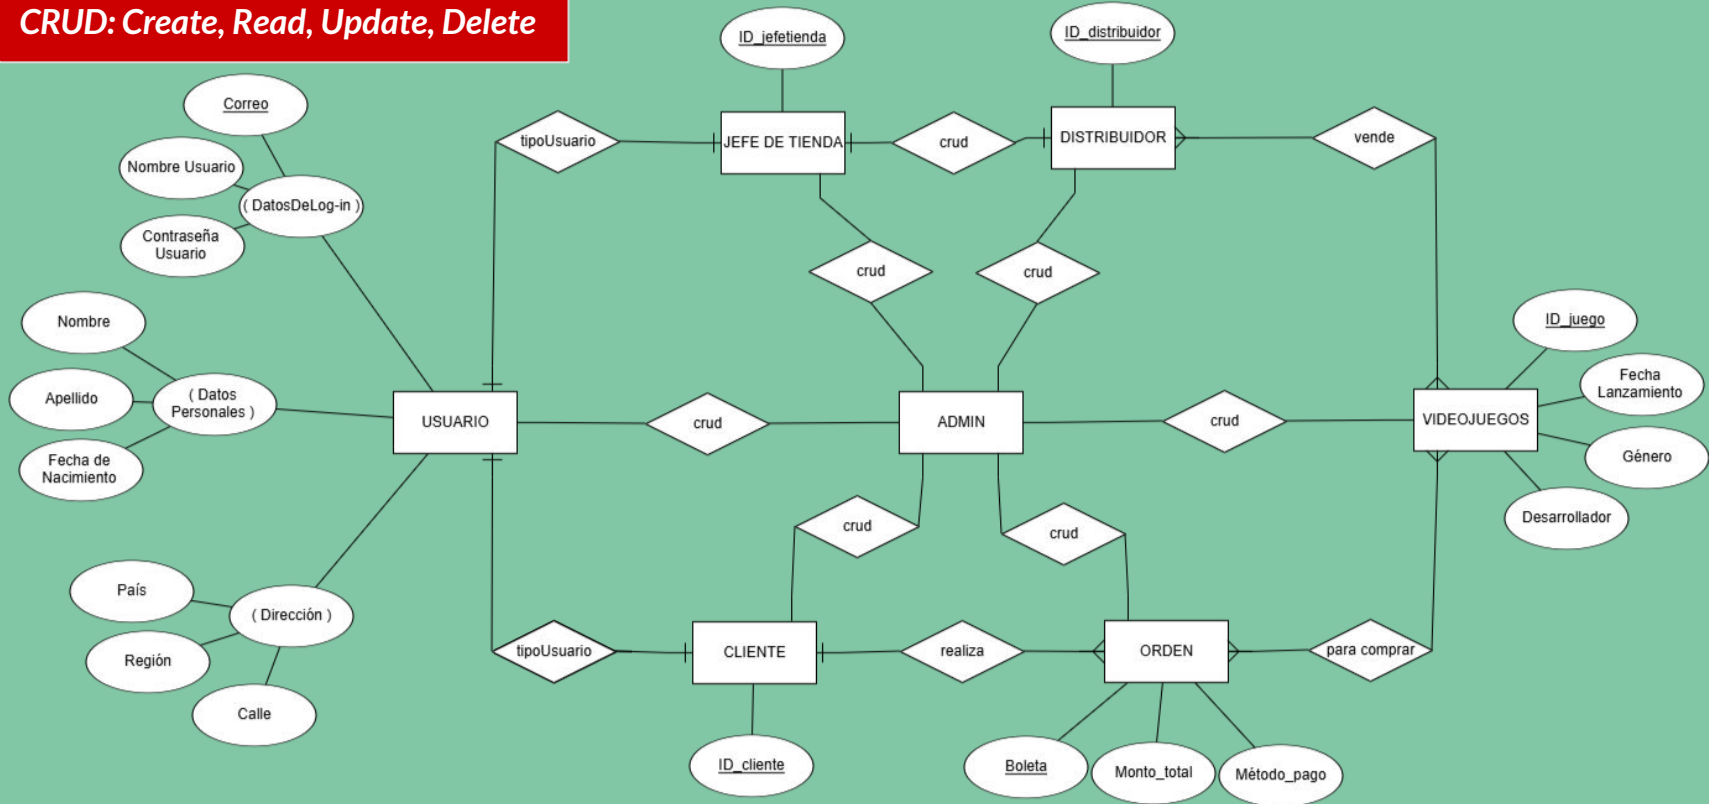 CRUD: Create, Read, Update, Delete
ID_jefetienda
ID_distribuidor
Correo
Nombre Usuario
( DatosDeLog-in )
Contraseña
Usuario
tipoUsuario
JEFE DE TIENDA
crud
DISTRIBUIDOR
vende
crud
crud
Nombre
Apellido
( Datos
Personales )
Fecha de
Nacimiento
USUARIO
crud
ADMIN
crud
VIDEOJUEGOS
ID_juego
Fecha
Lanzamiento
Género
Desarrollador
crud
crud
País
( Dirección )
Región
Calle
tipoUsuario
CLIENTE
realiza
ORDEN
para comprar
ID_cliente
Boleta
Monto_total
Método_pago